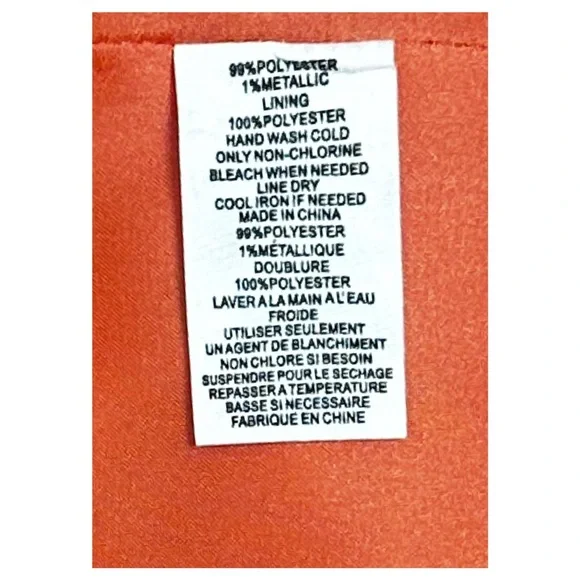 99%POLYESTER
1%METALLIC
LINING
100%POLYESTER
HAND WASH COLD
ONLY NON-CHLORINE
BLEACH WHEN NEEDED
LINE DRY
COOL IRON IF NEEDED
MADE IN CHINA
99%POLYESTER
1%MÉTALLIQUE
DOUBLURE
100%POLYESTER
LAVER A LA MAIN A L'EAU
FROIDE
UTILISER SEULEMENT
UN AGENT DE BLANCHIMENT
NON CHLORE SI BESOIN
SUSPENDRE POUR LE SECHAGE
REPASSER A TEMPERATURE
BASSE SI NECESSAIRE
FABRIQUE EN CHINE